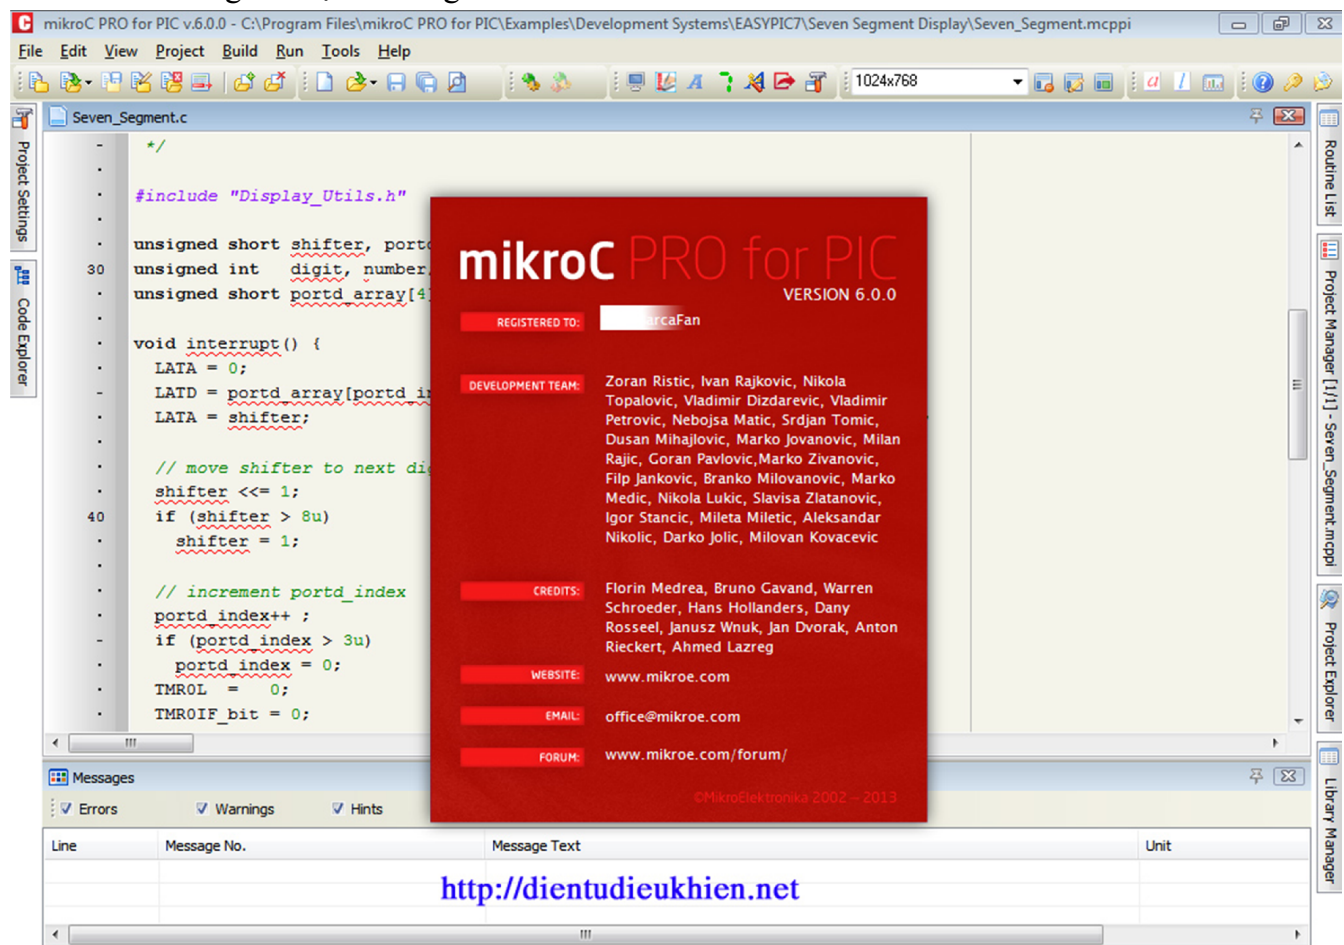 mikroC PRO for PIC v.6.0.0 - C:\Program Files\mikroC PRO for PIC\Examples\Development Systems\EASYPIC7\Seven Segment Display\Seven_Segment.mcppi
File Edit View Project Build Run Tools Help
1024x768
Seven_Segment.c
Project Settings
Code Explorer
*/
#include "Display_Utils.h"
unsigned short shifter, port
30 unsigned int digit, number
unsigned short portd_array[4]
void interrupt() {
LATA = 0;
LATD = portd_array[portd_i
LATA = shifter;
// move shifter to next di
shifter <<= 1;
40 if (shifter > 8u)
shifter = 1;
// increment portd_index
portd_index++ ;
if (portd_index > 3u)
portd_index = 0;
TMR0L = 0;
TMR0IF_bit = 0;
mikroC PRO for PIC
VERSION 6.0.0
REGISTERED TO: arcaFan
DEVELOPMENT TEAM: Zoran Ristic, Ivan Rajkovic, Nikola
Topalovic, Vladimir Dizdarevic, Vladimir
Petrovic, Nebojsa Matic, Srdjan Tomic,
Dusan Mihajlovic, Marko Jovanovic, Milan
Rajic, Goran Pavlovic,Marko Zivanovic,
Filp Jankovic, Branko Milovanovic, Marko
Medic, Nikola Lukic, Slavisa Zlatanovic,
Igor Stancic, Mileta Miletic, Aleksandar
Nikolic, Darko Jolic, Milovan Kovacevic
CREDITS: Florin Medrea, Bruno Gavand, Warren
Schroeder, Hans Hollanders, Dany
Rosseel, Janusz Wnuk, Jan Dvorak, Anton
Rieckert, Ahmed Lazreg
WEBSITE: www.mikroe.com
EMAIL: office@mikroe.com
FORUM: www.mikroe.com/forum/
©MikroElektronika 2002 – 2013
Routine List
Project Manager [1/1] - Seven_Segment.mcppi
Project Explorer
Library Manager
Messages
Errors Warnings Hints
Line Message No. Message Text Unit
http://dientudieukhien.net